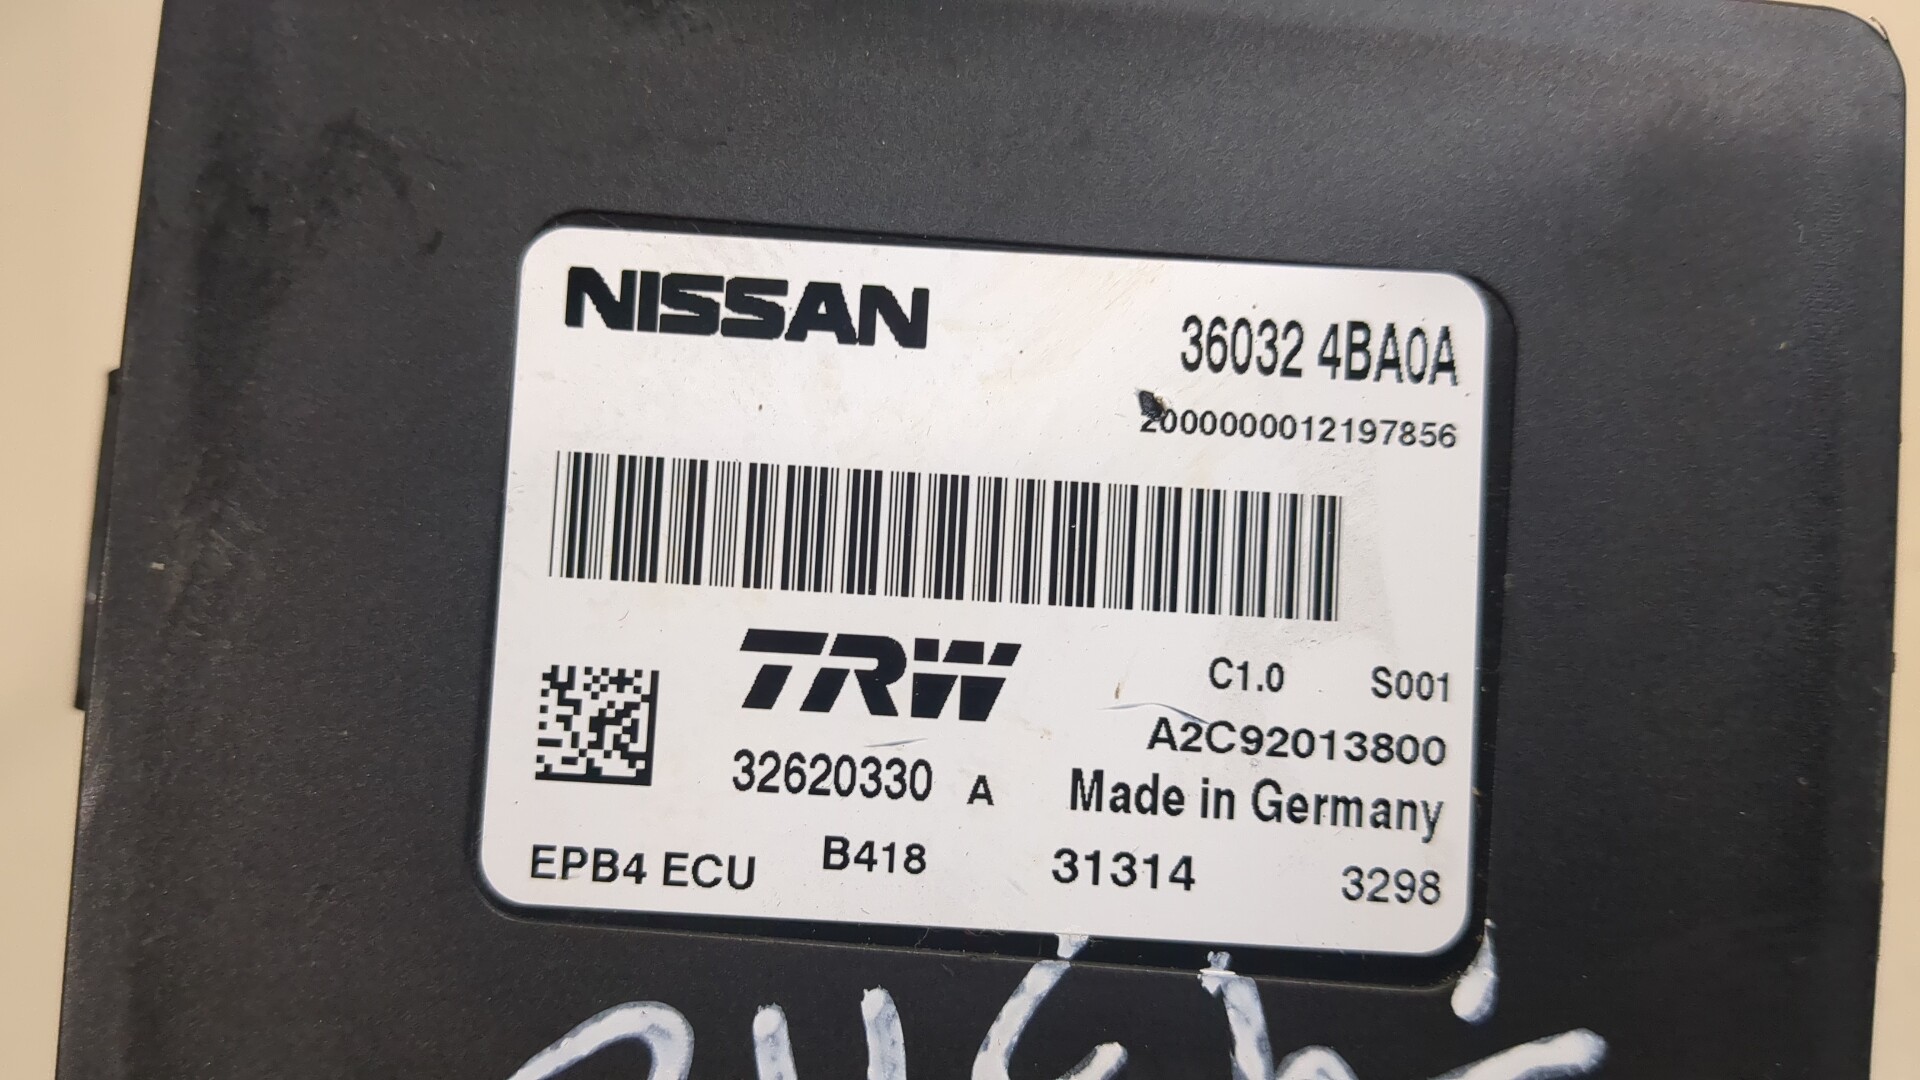 NISSAN
36032 4BA0A
2000000012197856
TRW
C1.0 S001
A2C92013800
32620330 A
Made in Germany
EPB4 ECU B418 31314 3298